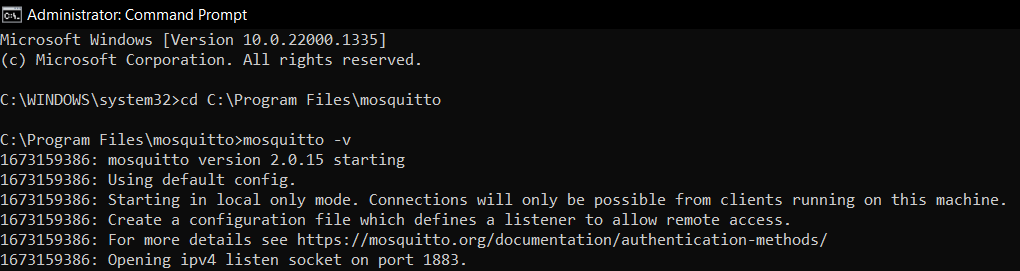 Administrator: Command Prompt
Microsoft Windows [Version 10.0.22000.1335]
(c) Microsoft Corporation. All rights reserved.
C:\WINDOWS\system32>cd C:\Program Files\mosquitto
C:\Program Files\mosquitto>mosquitto -v
1673159386: mosquitto version 2.0.15 starting
1673159386: Using default config.
1673159386: Starting in local only mode. Connections will only be possible from clients running on this machine.
1673159386: Create a configuration file which defines a listener to allow remote access.
1673159386: For more details see https://mosquitto.org/documentation/authentication-methods/
1673159386: Opening ipv4 listen socket on port 1883.